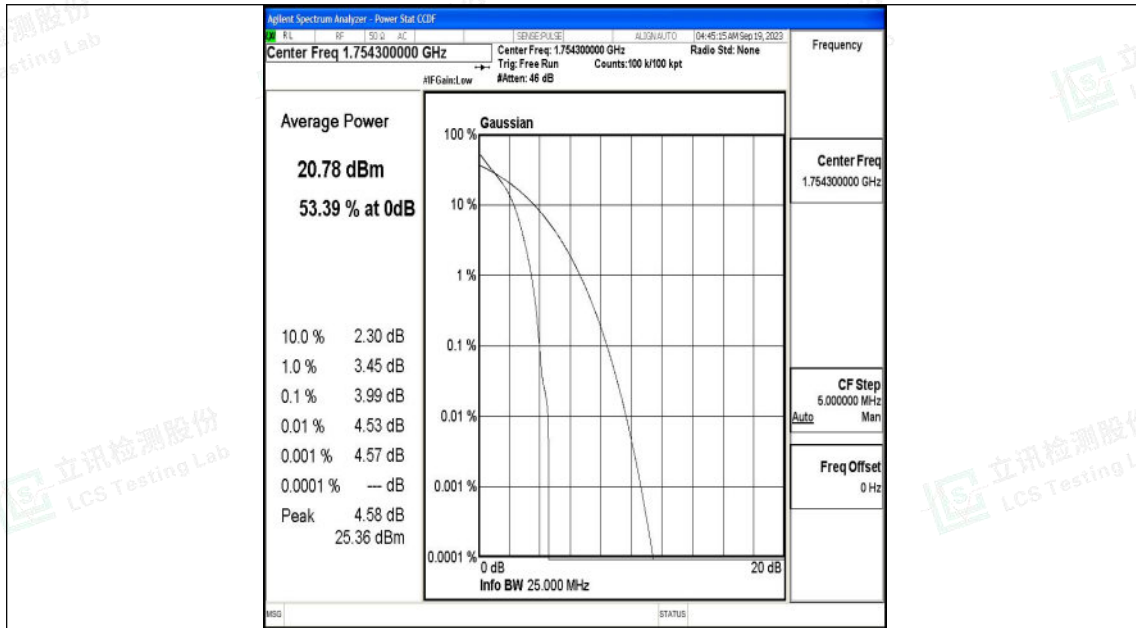 Agilent Spectrum Analyzer - Power Stat CCDF
RL RF 50 Ω AC SENSE:PULSE ALIGNAUTO 04:45:15 AM Sep 19, 2023
Center Freq 1.754300000 GHz
Center Freq: 1.754300000 GHz Radio Std: None
Trig: Free Run Counts:100 k/100 kpt
#IFGain:Low #Atten: 46 dB
Frequency
Average Power
20.78 dBm
53.39 % at 0dB
10.0 % 2.30 dB
1.0 % 3.45 dB
0.1 % 3.99 dB
0.01 % 4.53 dB
0.001 % 4.57 dB
0.0001 % --- dB
Peak 4.58 dB
25.36 dBm
Gaussian
100 %
10 %
1 %
0.1 %
0.01 %
0.001 %
0.0001 %
0 dB 20 dB
Info BW 25.000 MHz
Center Freq
1.754300000 GHz
CF Step
5.000000 MHz
Auto Man
Freq Offset
0 Hz
MSG STATUS
立讯检测股份
LCS Testing Lab